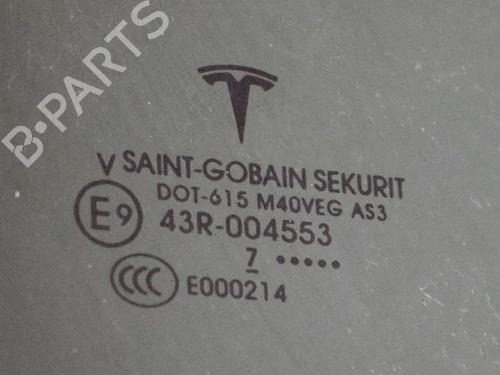 B-PARTS
V SAINT-GOBAIN SEKURIT
DOT-615 M40VEG AS3
E9 43R-004553
7 •••••
CCC E000214